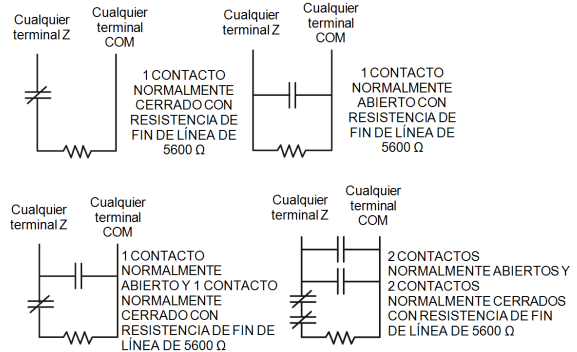 Cualquier
terminal Z
Cualquier
terminal
COM
1 CONTACTO
NORMALMENTE
CERRADO CON
RESISTENCIA DE
FIN DE LÍNEA DE
5600 Ω
Cualquier
terminal Z
Cualquier
terminal
COM
1 CONTACTO
NORMALMENTE
ABIERTO CON
RESISTENCIA DE
FIN DE LÍNEA DE
5600 Ω
Cualquier
terminal Z
Cualquier
terminal
COM
1 CONTACTO
NORMALMENTE
ABIERTO Y 1 CONTACTO
NORMALMENTE
CERRADO CON
RESISTENCIA DE FIN DE
LÍNEA DE 5600 Ω
Cualquier
terminal Z
Cualquier
terminal
COM
2 CONTACTOS
NORMALMENTE ABIERTOS Y
2 CONTACTOS
NORMALMENTE CERRADOS
CON RESISTENCIA DE FIN
DE LÍNEA DE 5600 Ω